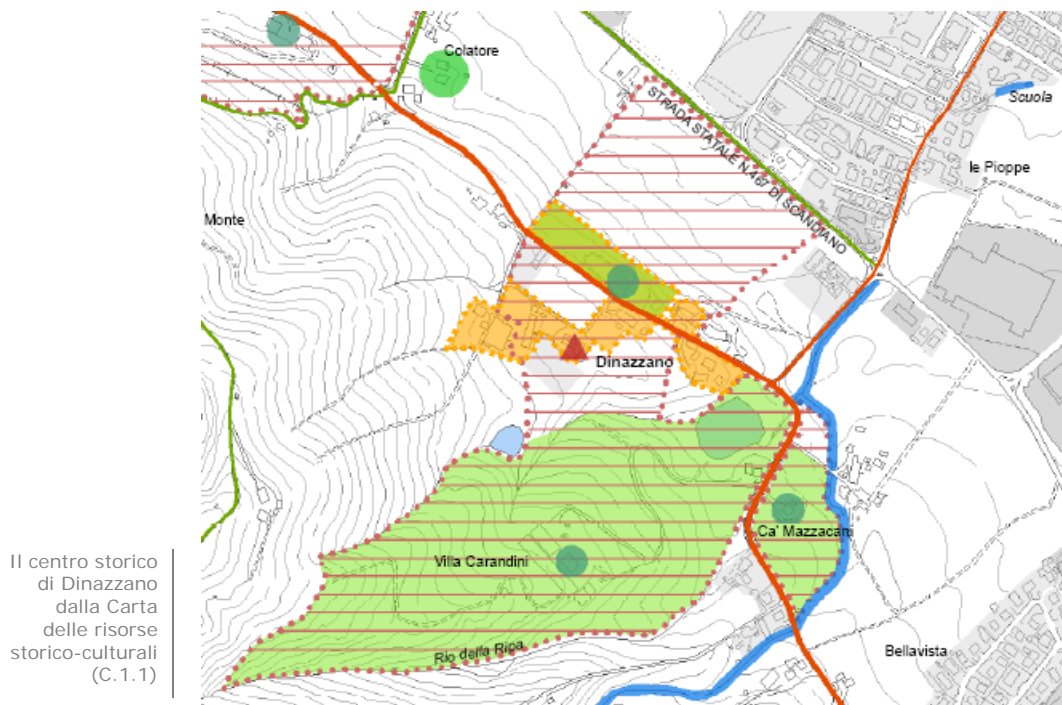 Colatore
Scuola
STRADA STATALE N.467 DI SCANDIANO
le Pioppe
Monte
Dinazzano
Ca' Mazzacani
Villa Carandini
Rio della Ripa
Bellavista
Il centro storico
di Dinazzano
dalla Carta
delle risorse
storico-culturali
(C.1.1)